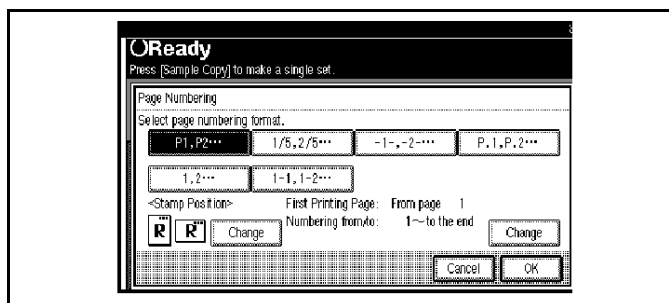 Ready
Press [Sample Copy] to make a single set.
Page Numbering
Select page numbering format.
P1,P2··· 1/5,2/5··· -1-,-2-··· P.1,P.2···
1,2··· 1-1,1-2···
<Stamp Position> First Printing Page: From page 1
R R Change Numbering from/to: 1～to the end Change
Cancel OK